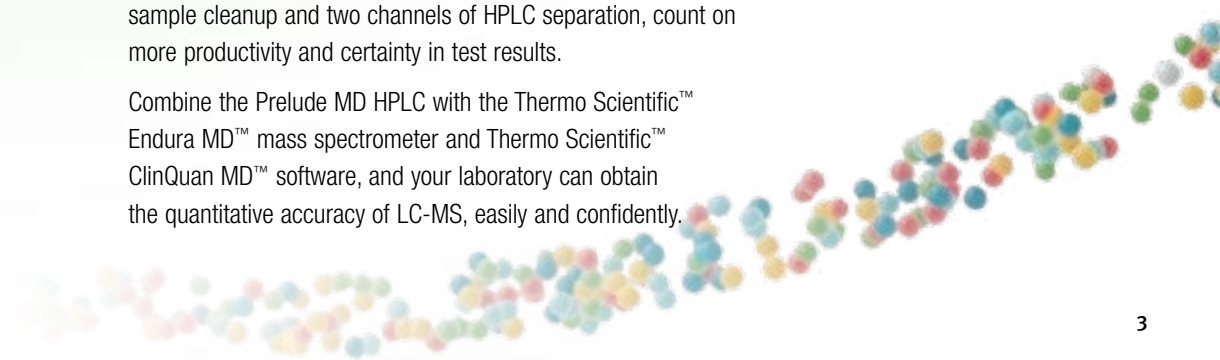 sample cleanup and two channels of HPLC separation, count on
more productivity and certainty in test results.
Combine the Prelude MD HPLC with the Thermo Scientific™
Endura MD™ mass spectrometer and Thermo Scientific™
ClinQuan MD™ software, and your laboratory can obtain
the quantitative accuracy of LC-MS, easily and confidently.
3